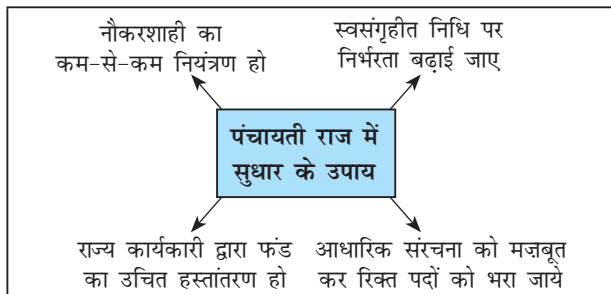 नौकरशाही का
कम-से-कम नियंत्रण हो
स्वसंगृहीत निधि पर
निर्भरता बढ़ाई जाए
पंचायती राज में
सुधार के उपाय
राज्य कार्यकारी द्वारा फंड
का उचित हस्तांतरण हो
आधारिक संरचना को मज़बूत
कर रिक्त पदों को भरा जाये